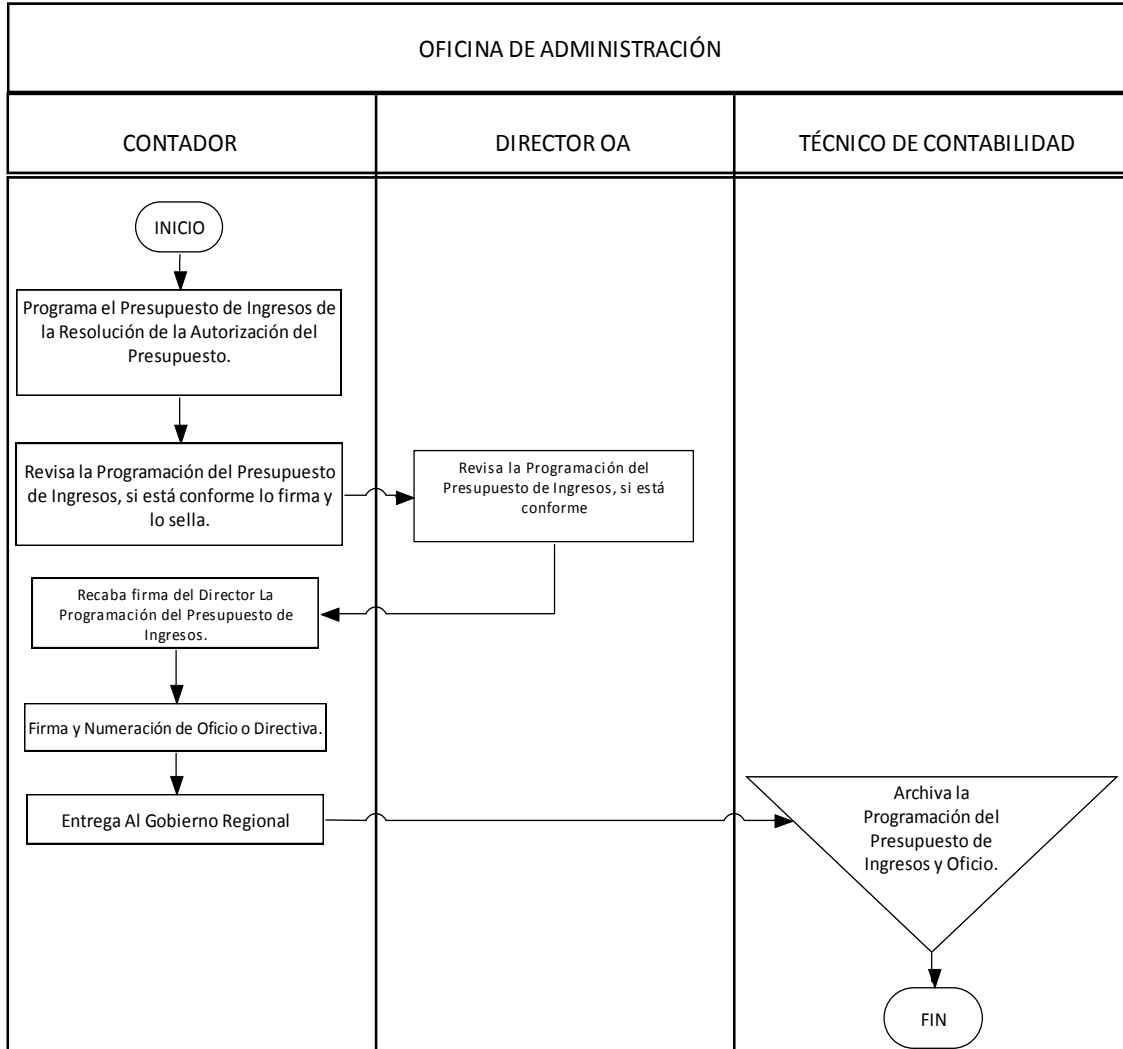 OFICINA DE ADMINISTRACIÓN
CONTADOR
DIRECTOR OA
TÉCNICO DE CONTABILIDAD
INICIO
Programa el Presupuesto de Ingresos de
la Resolución de la Autorización del
Presupuesto.
Revisa la Programación del Presupuesto
de Ingresos, si está conforme lo firma y
lo sella.
Revisa la Programación del
Presupuesto de Ingresos, si está
conforme
Recaba firma del Director La
Programación del Presupuesto de
Ingresos.
Firma y Numeración de Oficio o Directiva.
Entrega Al Gobierno Regional
Archiva la
Programación del
Presupuesto de
Ingresos y Oficio.
FIN